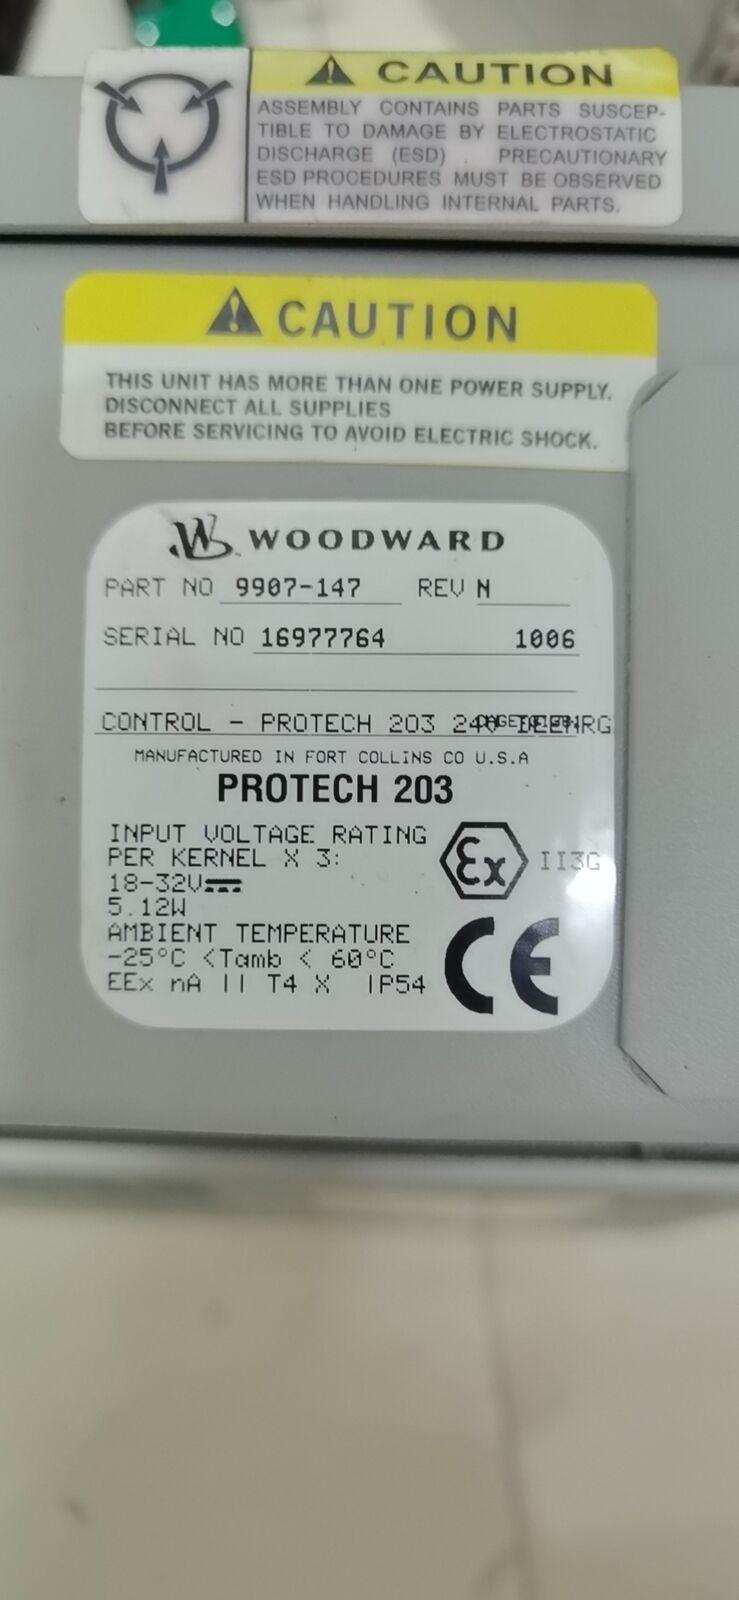 CAUTION
ASSEMBLY CONTAINS PARTS SUSCEP-
TIBLE TO DAMAGE BY ELECTROSTATIC
DISCHARGE (ESD) . PRECAUTIONARY
ESD PROCEDURES MUST BE OBSERVED
WHEN HANDLING INTERNAL PARTS.
CAUTION
THIS UNIT HAS MORE THAN ONE POWER SUPPLY.
DISCONNECT ALL SUPPLIES
BEFORE SERVICING TO AVOID ELECTRIC SHOCK.
WOODWARD
PART NO 9907-147 REV N
SERIAL NO 16977764 1006
CONTROL - PROTECH 203
MANUFACTURED IN FORT COLLINS CO U.S.A
PROTECH 203
INPUT VOLTAGE RATING
PER KERNEL X 3:
18-32V
5.12W
AMBIENT TEMPERATURE
-25°C <Tamb < 60°C
EEx nA II T4 X IP54
Ex II3G
CE